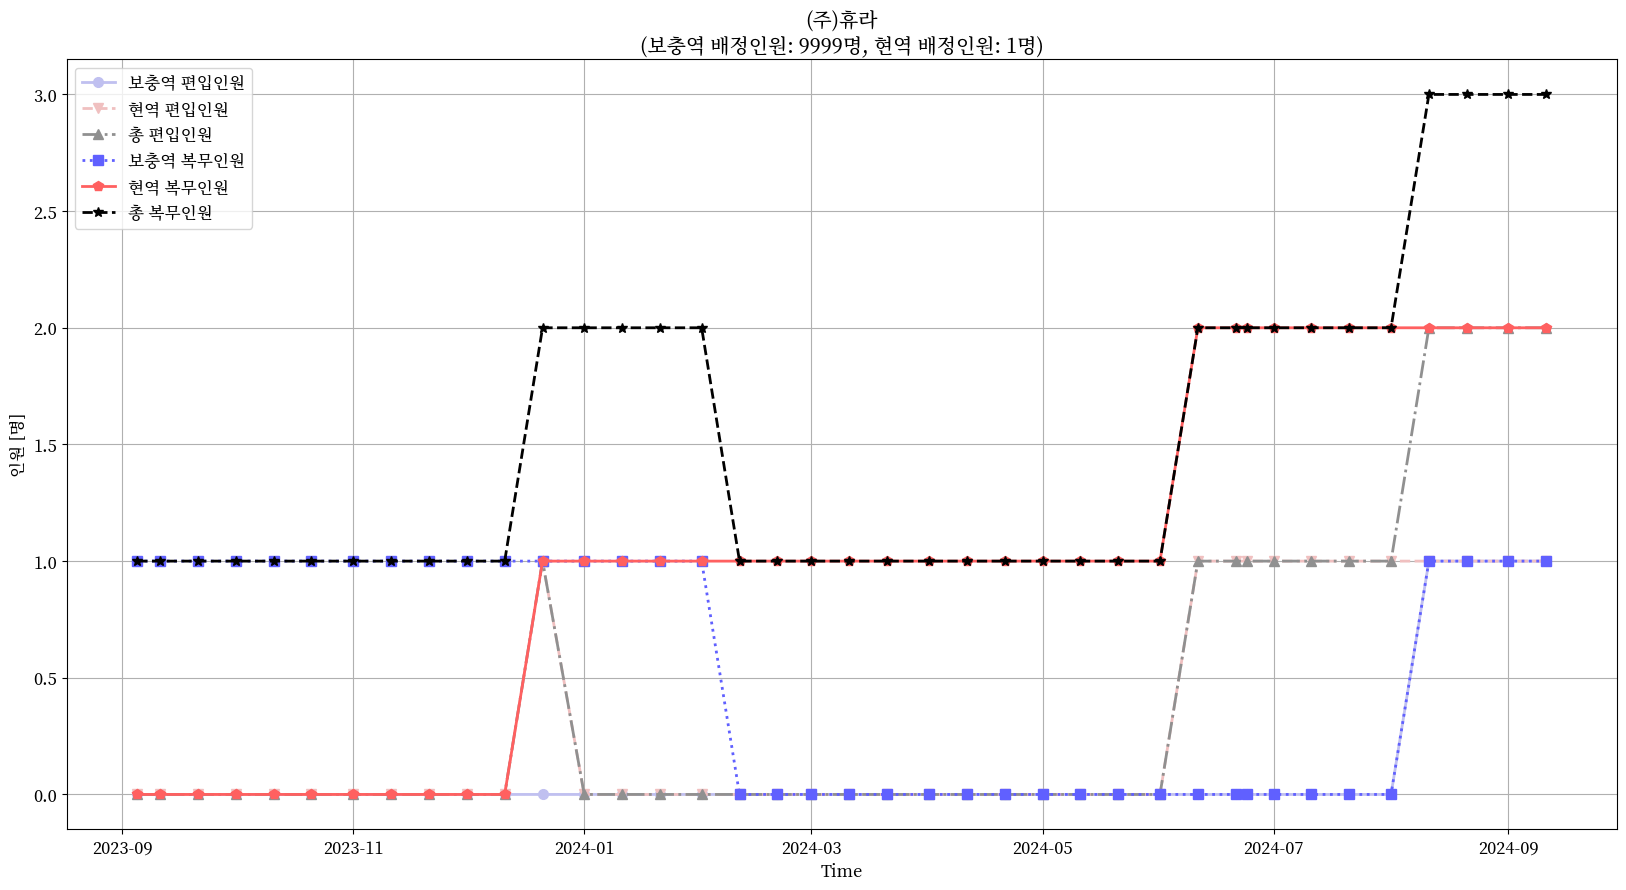 (주)휴라
(보충역 배정인원: 9999명, 현역 배정인원: 1명)
보충역 편입인원
현역 편입인원
총 편입인원
보충역 복무인원
현역 복무인원
총 복무인원
인원 [명]
3.0
2.5
2.0
1.5
1.0
0.5
0.0
2023-09 2023-11 2024-01 2024-03 2024-05 2024-07 2024-09
Time